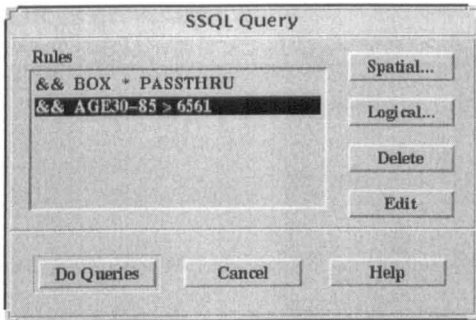 SSQL Query
Rules
&& BOX * PASSTHRU
&& AGE30-85 > 6561
Spatial...
Logical...
Delete
Edit
Do Queries
Cancel
Help